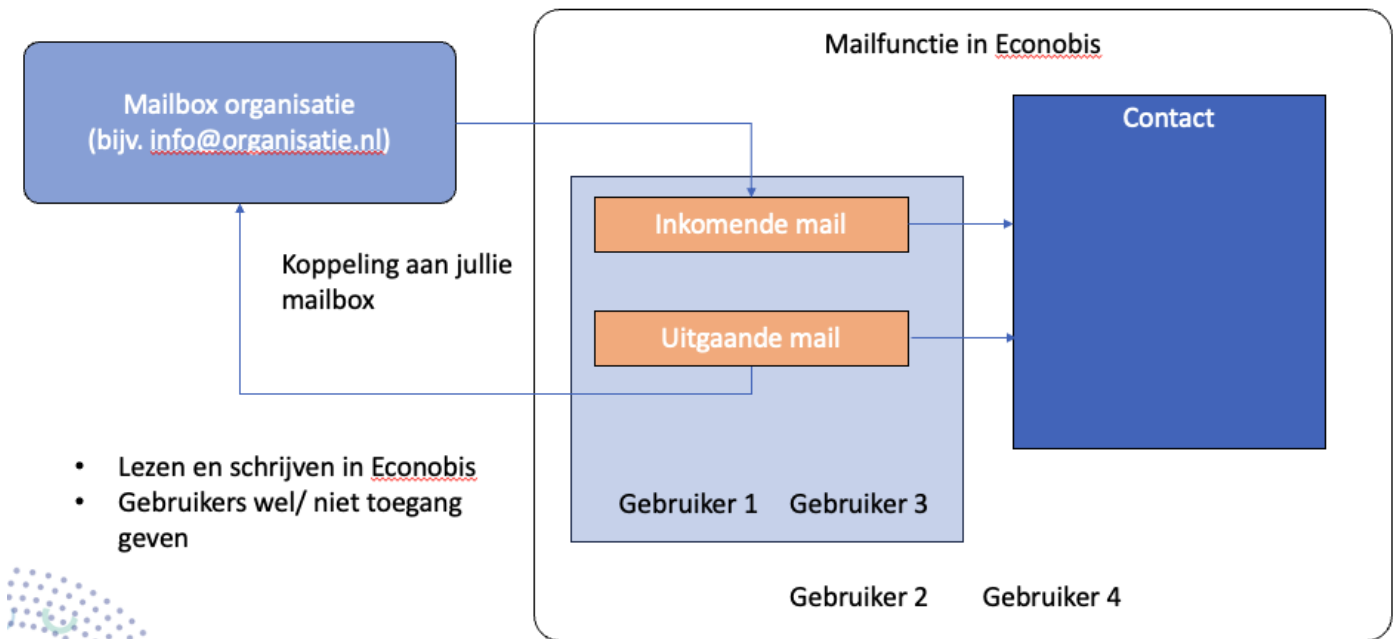 Mailfunctie in Econobis
Mailbox organisatie
(bijv. info@organisatie.nl)
Contact
Inkomende mail
Koppeling aan jullie
mailbox
Uitgaande mail
• Lezen en schrijven in Econobis
• Gebruikers wel/ niet toegang
geven
Gebruiker 1
Gebruiker 3
Gebruiker 2
Gebruiker 4